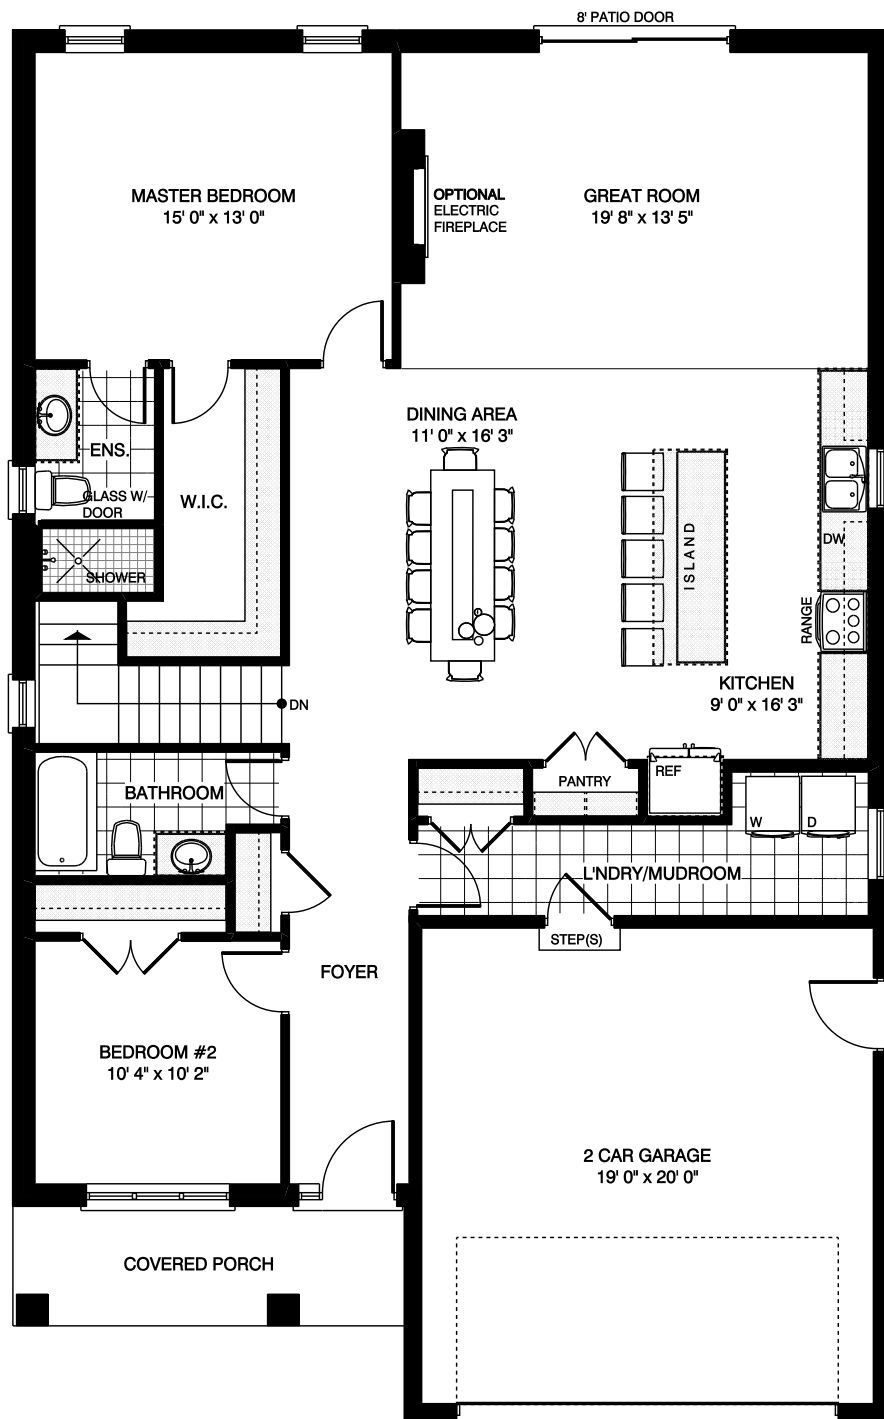 8' PATIO DOOR
MASTER BEDROOM
15' 0" x 13' 0"
OPTIONAL
ELECTRIC
FIREPLACE
GREAT ROOM
19' 8" x 13' 5"
DINING AREA
11' 0" x 16' 3"
ENS.
GLASS W/
DOOR
W.I.C.
SHOWER
ISLAND
DW
RANGE
KITCHEN
9' 0" x 16' 3"
DN
BATHROOM
PANTRY
REF
W
D
L'NDRY/MUDROOM
STEP(S)
FOYER
BEDROOM #2
10' 4" x 10' 2"
2 CAR GARAGE
19' 0" x 20' 0"
COVERED PORCH